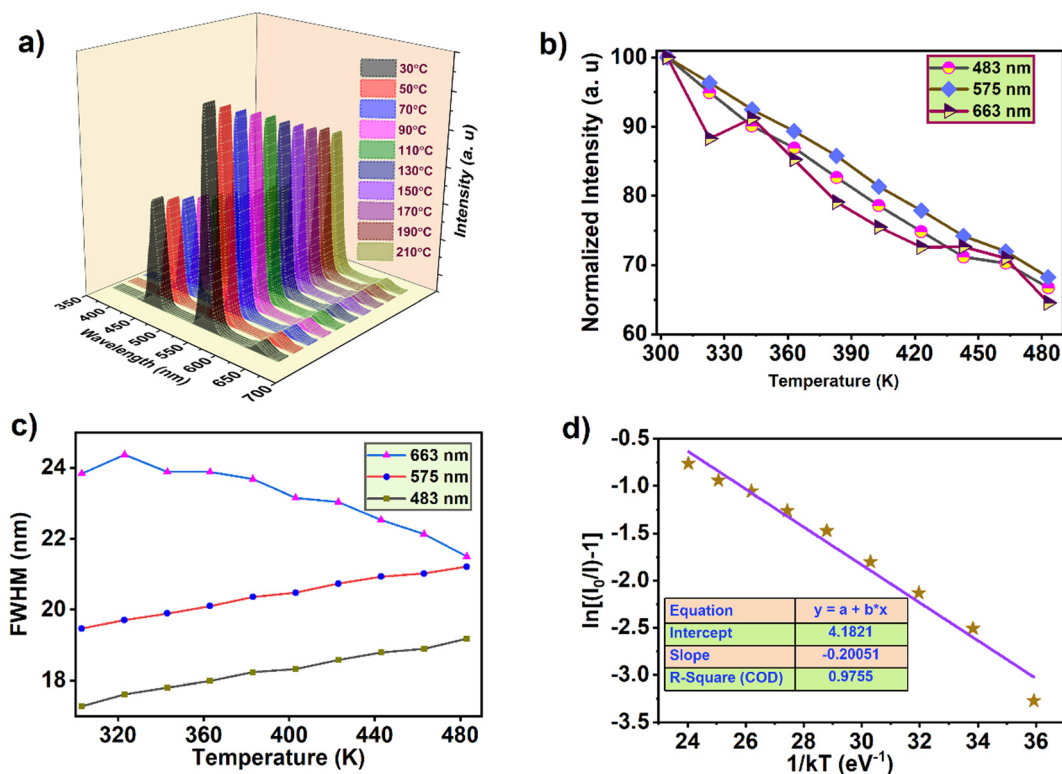 a)
30°C
50°C
70°C
90°C
110°C
130°C
150°C
170°C
190°C
210°C
Intensity (a. u)
350
400
450
500
550
600
650
700
Wavelength (nm)
b)
483 nm
575 nm
663 nm
100
90
80
70
60
Normalized Intensity (a. u)
300 330 360 390 420 450 480
Temperature (K)
c)
663 nm
575 nm
483 nm
24
22
20
18
FWHM (nm)
320 360 400 440 480
Temperature (K)
d)
-0.5
-1.0
-1.5
-2.0
-2.5
-3.0
-3.5
ln[(I0/I)-1]
Equation y = a + b*x
Intercept 4.1821
Slope -0.20051
R-Square (COD) 0.9755
24 26 28 30 32 34 36
1/kT (eV⁻¹)